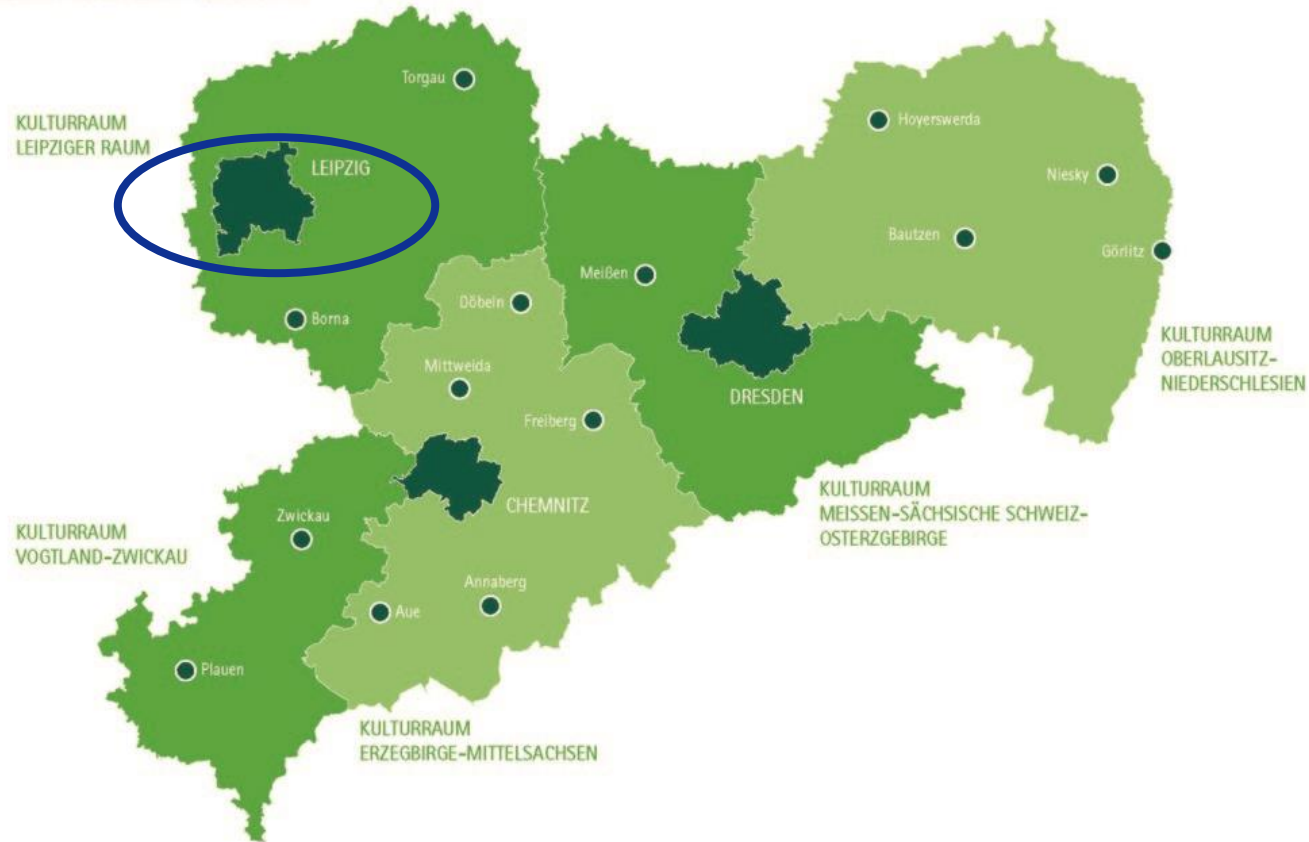 Torgau
KULTURRAUM
LEIPZIGER RAUM
Hoyerswerda
LEIPZIG
Niesky
Bautzen
Görlitz
Meißen
Döbeln
Borna
KULTURRAUM
OBERLAUSITZ-
NIEDERSCHLESIEN
Mittweida
DRESDEN
Freiberg
KULTURRAUM
MEISSEN-SÄCHSISCHE SCHWEIZ-
OSTERZGEBIRGE
CHEMNITZ
Zwickau
KULTURRAUM
VOGTLAND-ZWICKAU
Annaberg
Aue
Plauen
KULTURRAUM
ERZEGBIRGE-MITTELSACHSEN